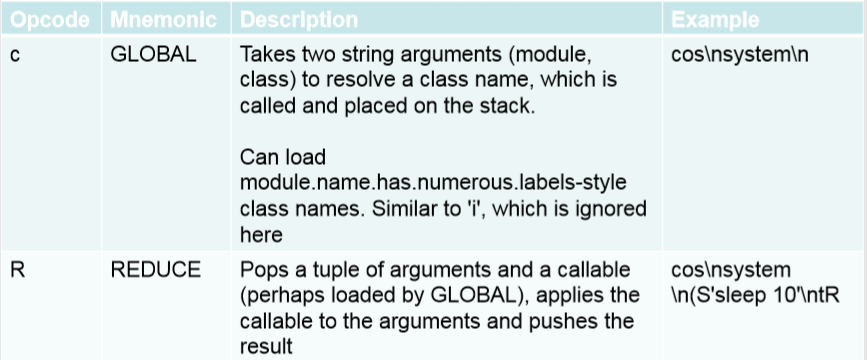 Opcode Mnemonic Description Example
c GLOBAL Takes two string arguments (module, cos\nsystem\n
class) to resolve a class name, which is
called and placed on the stack.
Can load
module.name.has.numerous.labels-style
class names. Similar to 'i', which is ignored
here
R REDUCE Pops a tuple of arguments and a callable cos\nsystem
(perhaps loaded by GLOBAL), applies the \n(S'sleep 10'\ntR
callable to the arguments and pushes the
result